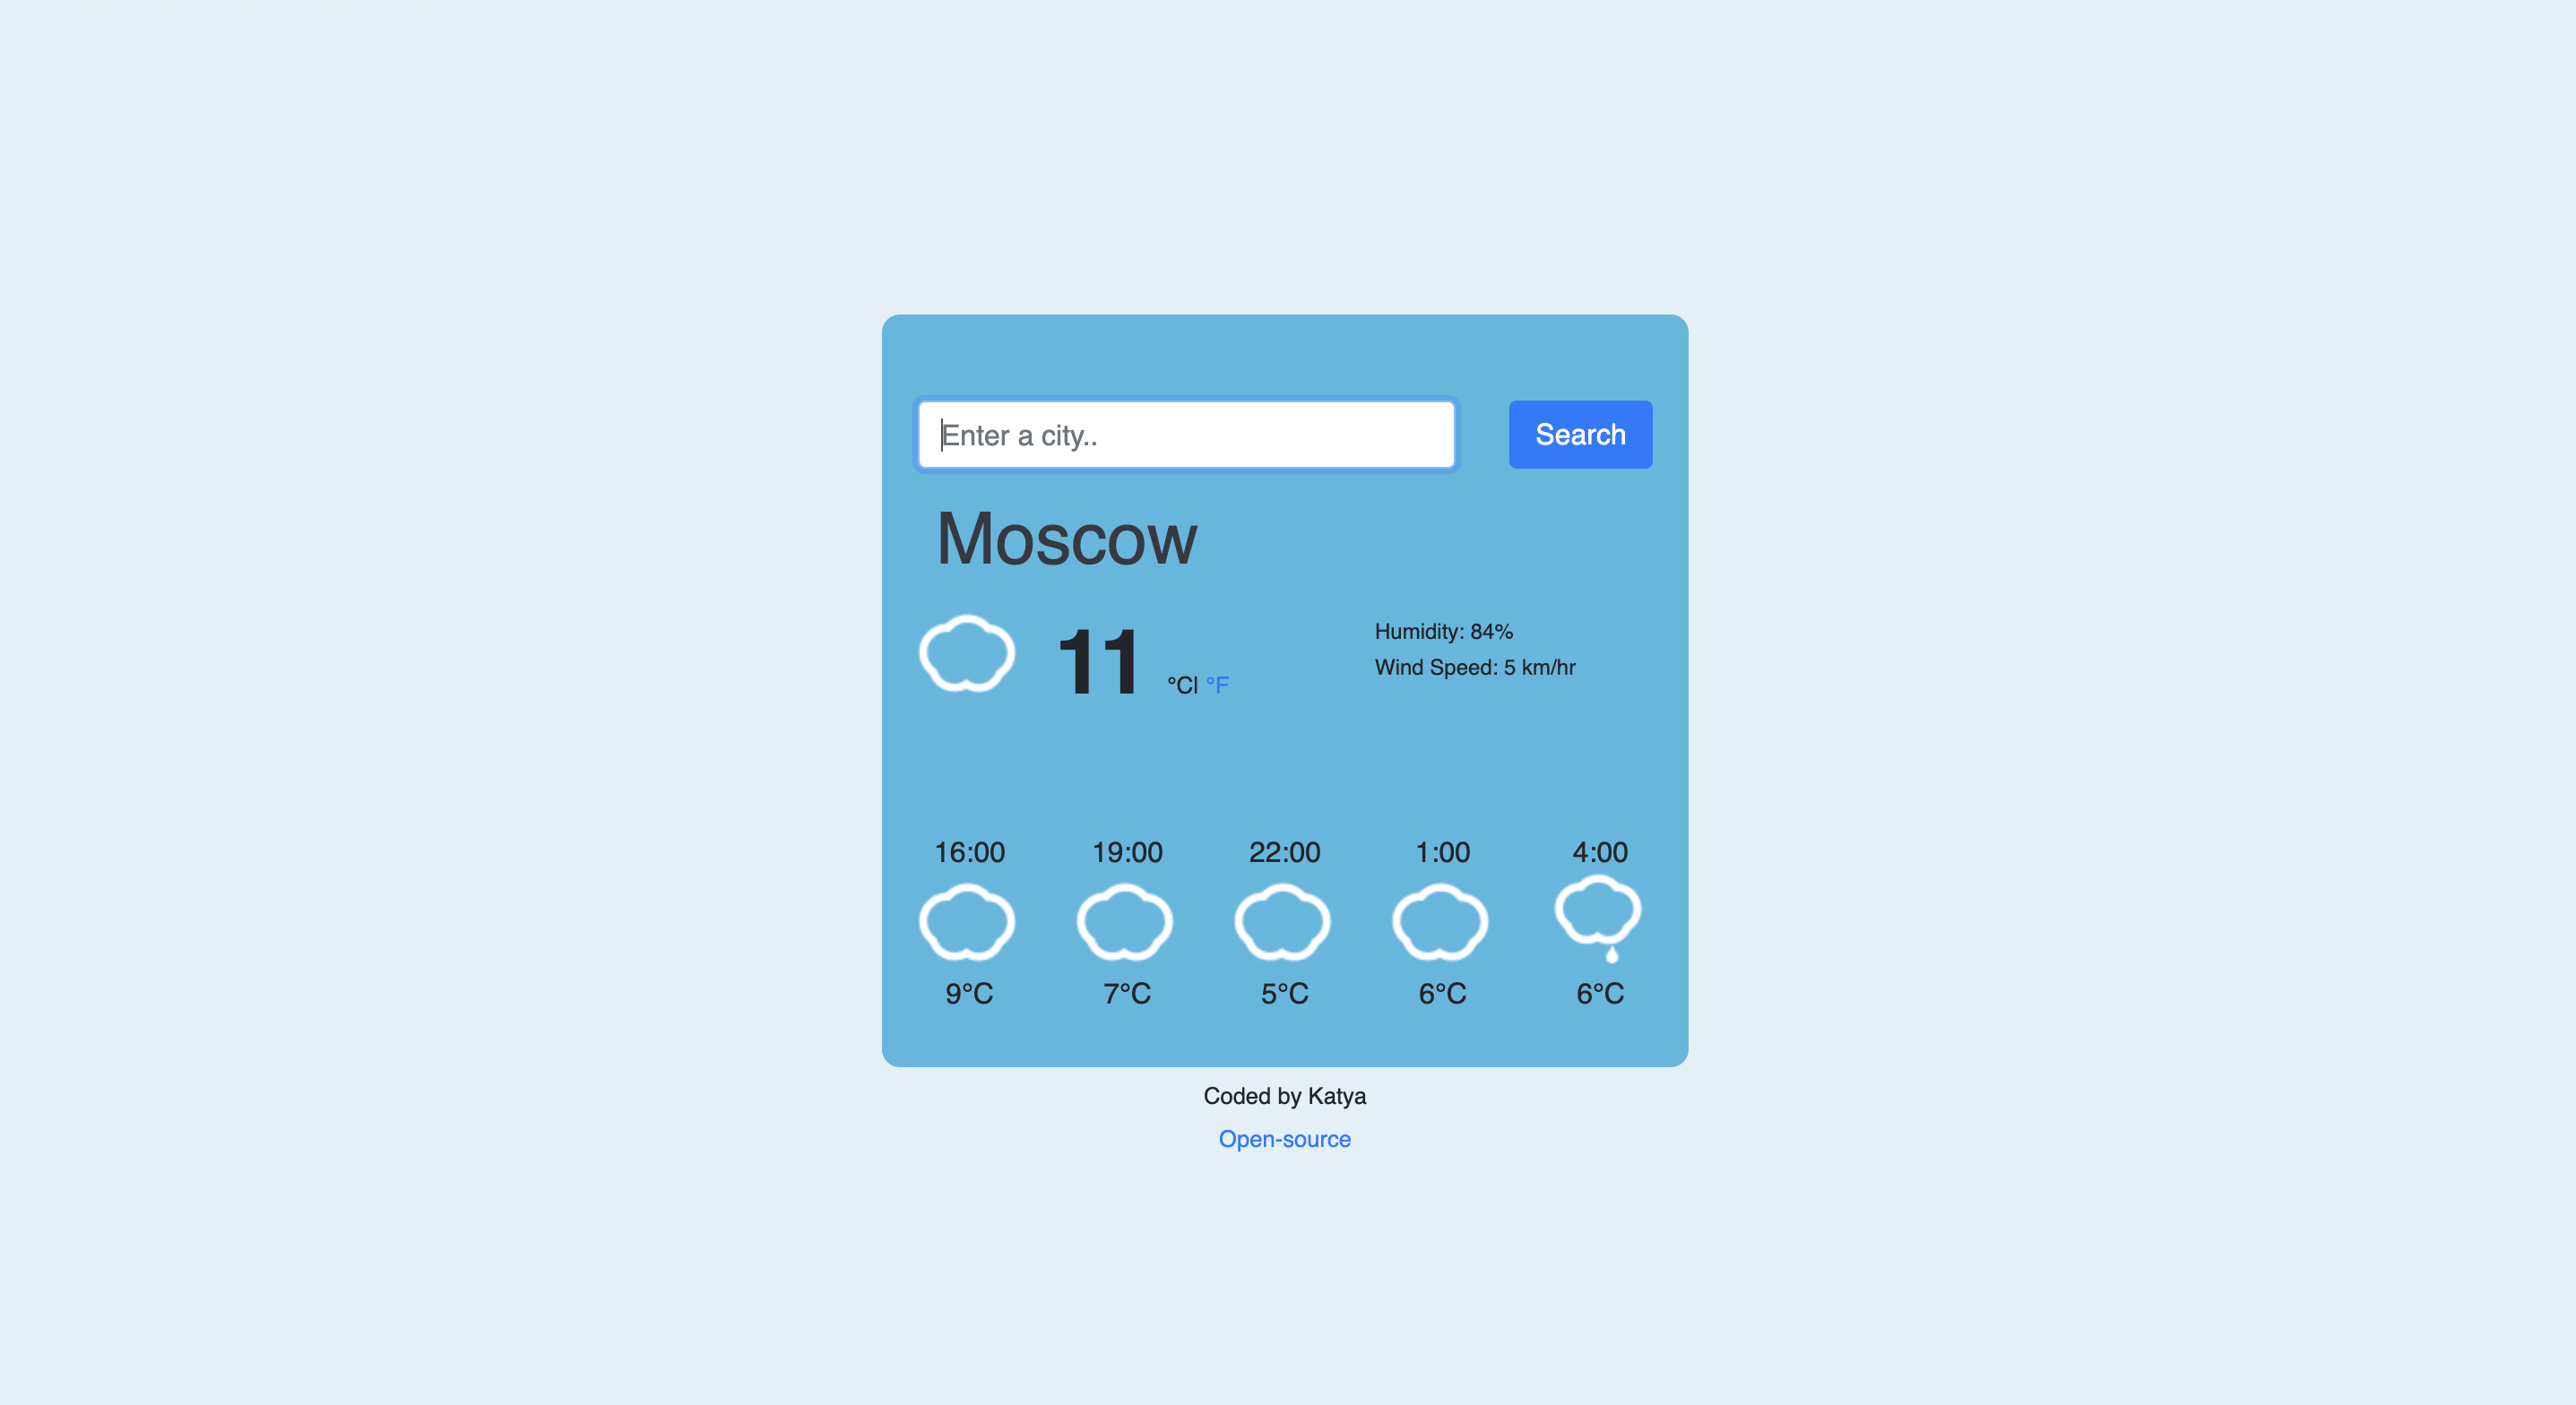 Enter a city..
Search
Moscow
11 °C| °F
Humidity: 84%
Wind Speed: 5 km/hr
16:00 19:00 22:00 1:00 4:00
9°C 7°C 5°C 6°C 6°C
Coded by Katya
Open-source